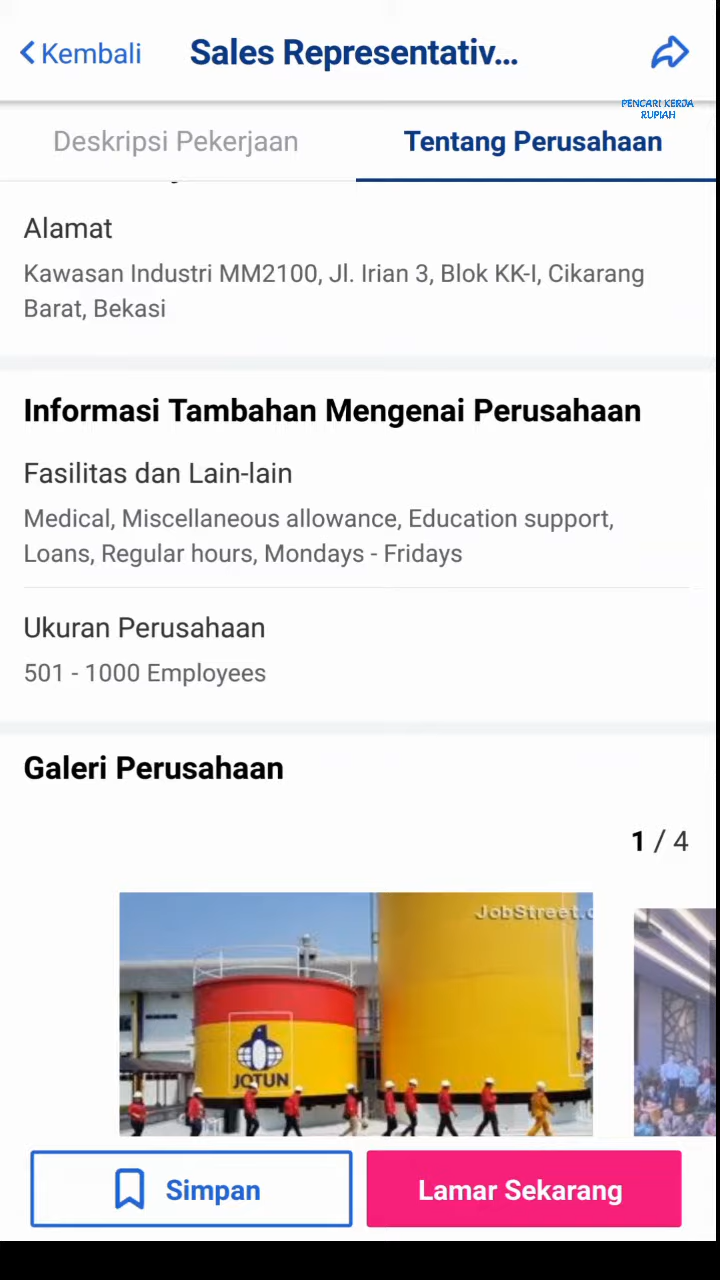 Kembali
Sales Representativ...
PENCARI KERJA
RUPIAH
Deskripsi Pekerjaan
Tentang Perusahaan
Alamat
Kawasan Industri MM2100, Jl. Irian 3, Blok KK-I, Cikarang
Barat, Bekasi
Informasi Tambahan Mengenai Perusahaan
Fasilitas dan Lain-lain
Medical, Miscellaneous allowance, Education support,
Loans, Regular hours, Mondays - Fridays
Ukuran Perusahaan
501 - 1000 Employees
Galeri Perusahaan
1 / 4
JobStreet.c
JOTUN
Simpan
Lamar Sekarang